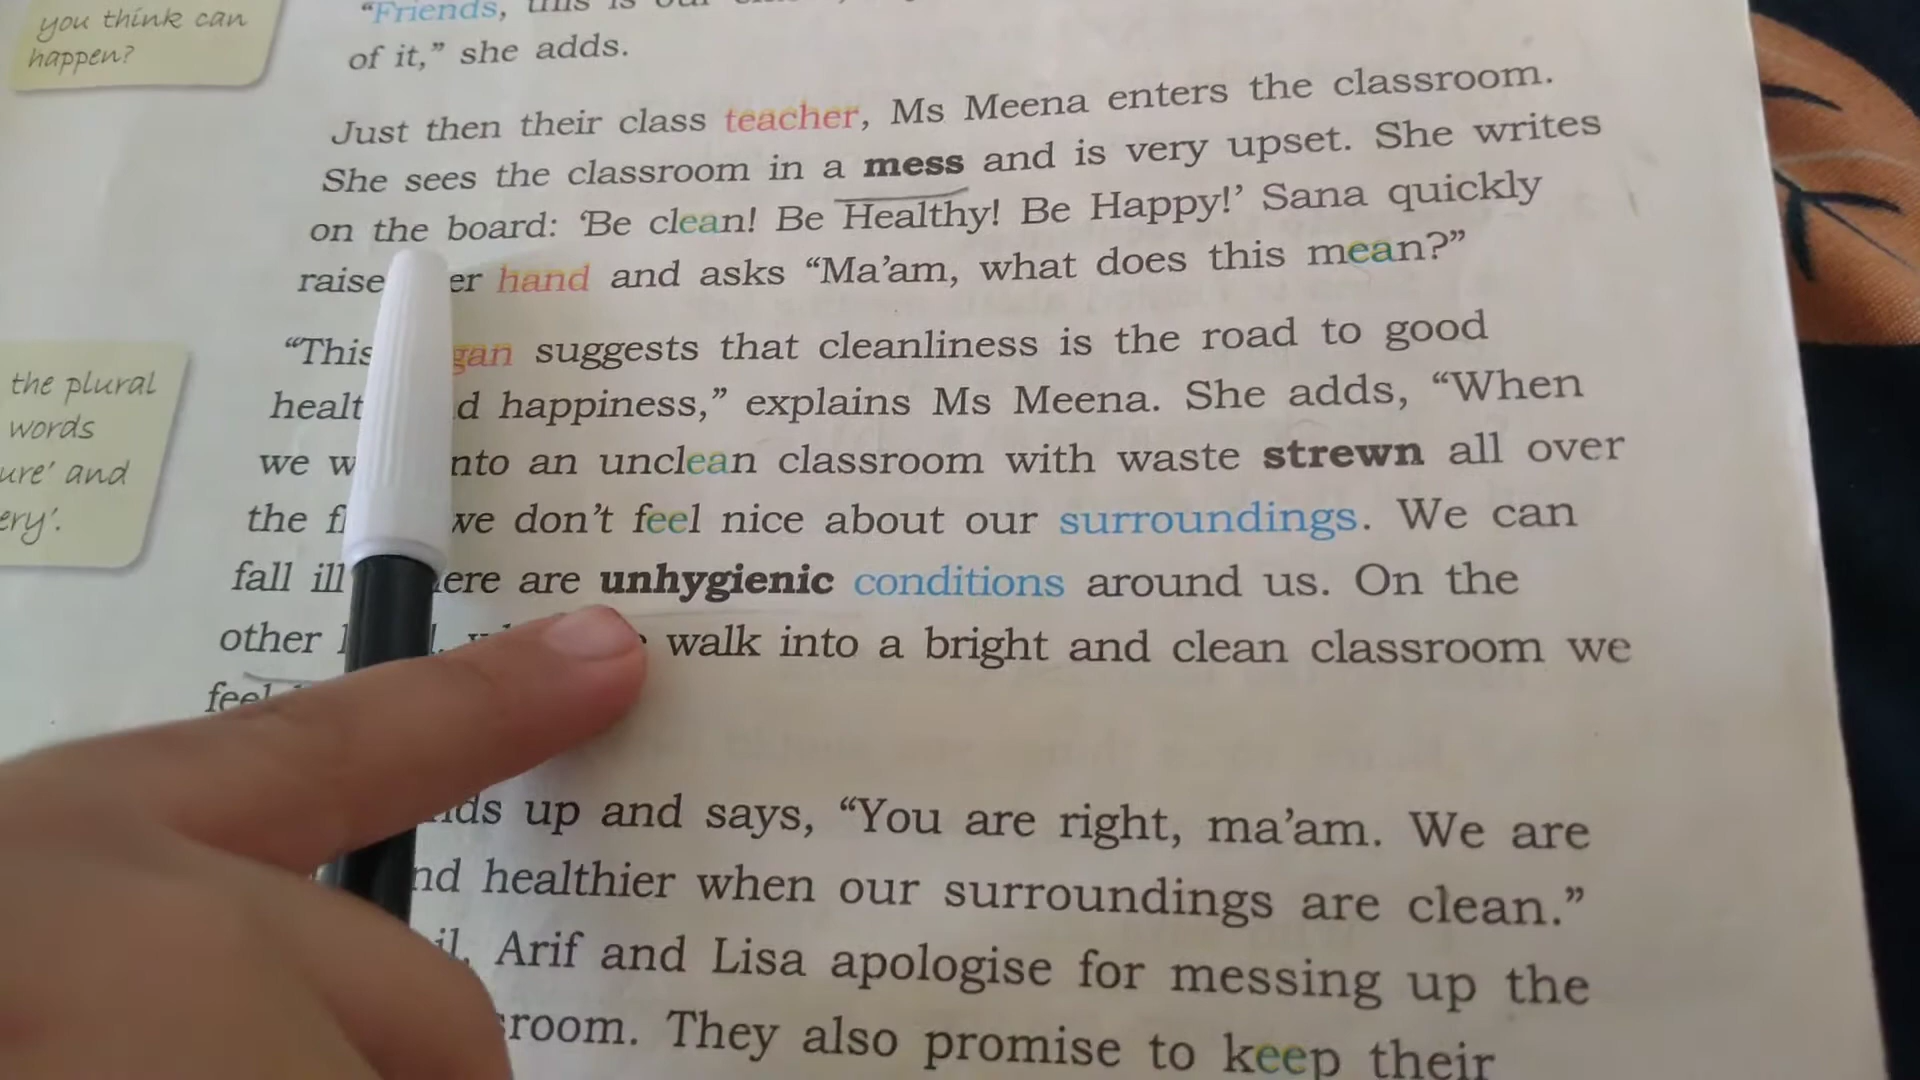 you think can
happen?
"Friends, this is our
of it," she adds.
Just then their class teacher, Ms Meena enters the classroom.
She sees the classroom in a mess and is very upset. She writes
on the board: 'Be clean! Be Healthy! Be Happy!' Sana quickly
raise er hand and asks "Ma'am, what does this mean?"
"This gan suggests that cleanliness is the road to good
healt d happiness," explains Ms Meena. She adds, "When
we w nto an unclean classroom with waste strewn all over
the fl we don't feel nice about our surroundings. We can
fall ill ere are unhygienic conditions around us. On the
other walk into a bright and clean classroom we
feel
the plural
words
ure' and
ery'.
nds up and says, "You are right, ma'am. We are
nd healthier when our surroundings are clean."
il, Arif and Lisa apologise for messing up the
sroom. They also promise to keep their